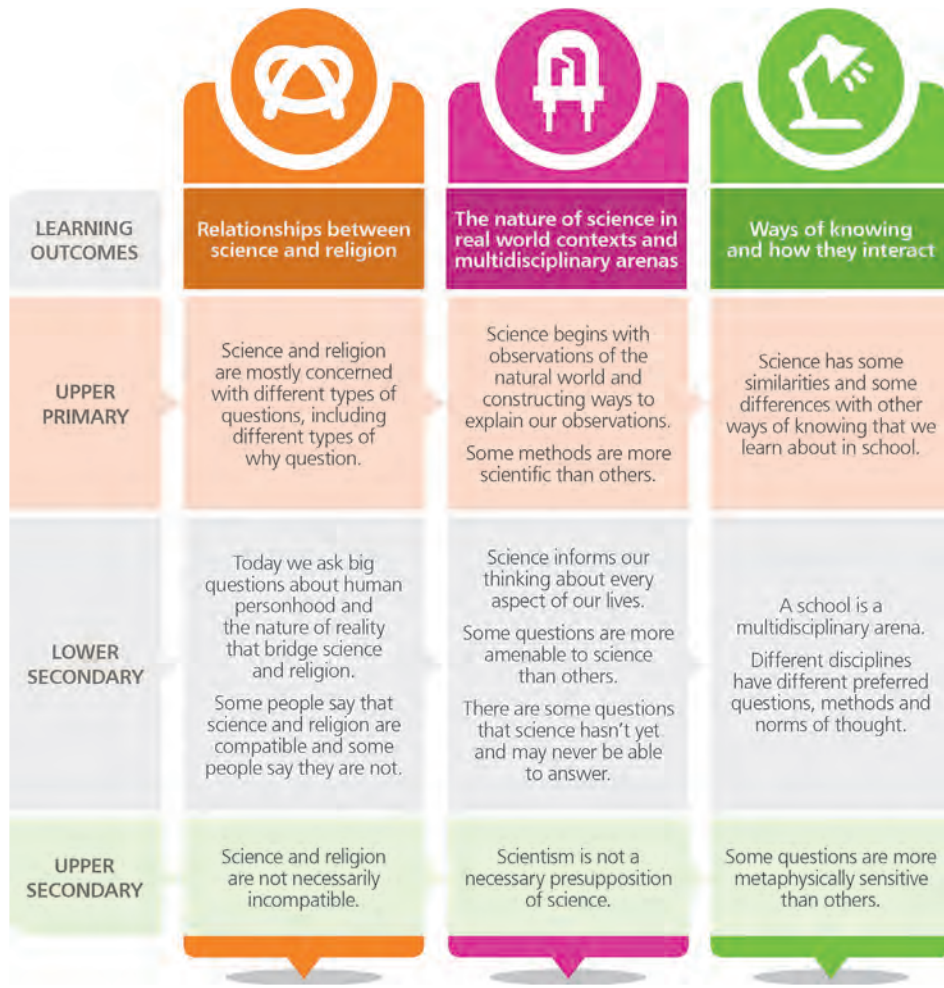 LEARNING
OUTCOMES
Relationships between
science and religion
The nature of science in
real world contexts and
multidisciplinary arenas
Ways of knowing
and how they interact
UPPER
PRIMARY
Science and religion
are mostly concerned
with different types of
questions, including
different types of
why question.
Science begins with
observations of the
natural world and
constructing ways to
explain our observations.
Some methods are more
scientific than others.
Science has some
similarities and some
differences with other
ways of knowing that we
learn about in school.
LOWER
SECONDARY
Today we ask big
questions about human
personhood and
the nature of reality
that bridge science
and religion.
Some people say that
science and religion are
compatible and some
people say they are not.
Science informs our
thinking about every
aspect of our lives.
Some questions are more
amenable to science
than others.
There are some questions
that science hasn't yet
and may never be able
to answer.
A school is a
multidisciplinary arena.
Different disciplines
have different preferred
questions, methods and
norms of thought.
UPPER
SECONDARY
Science and religion
are not necessarily
incompatible.
Scientism is not a
necessary presupposition
of science.
Some questions are more
metaphysically sensitive
than others.